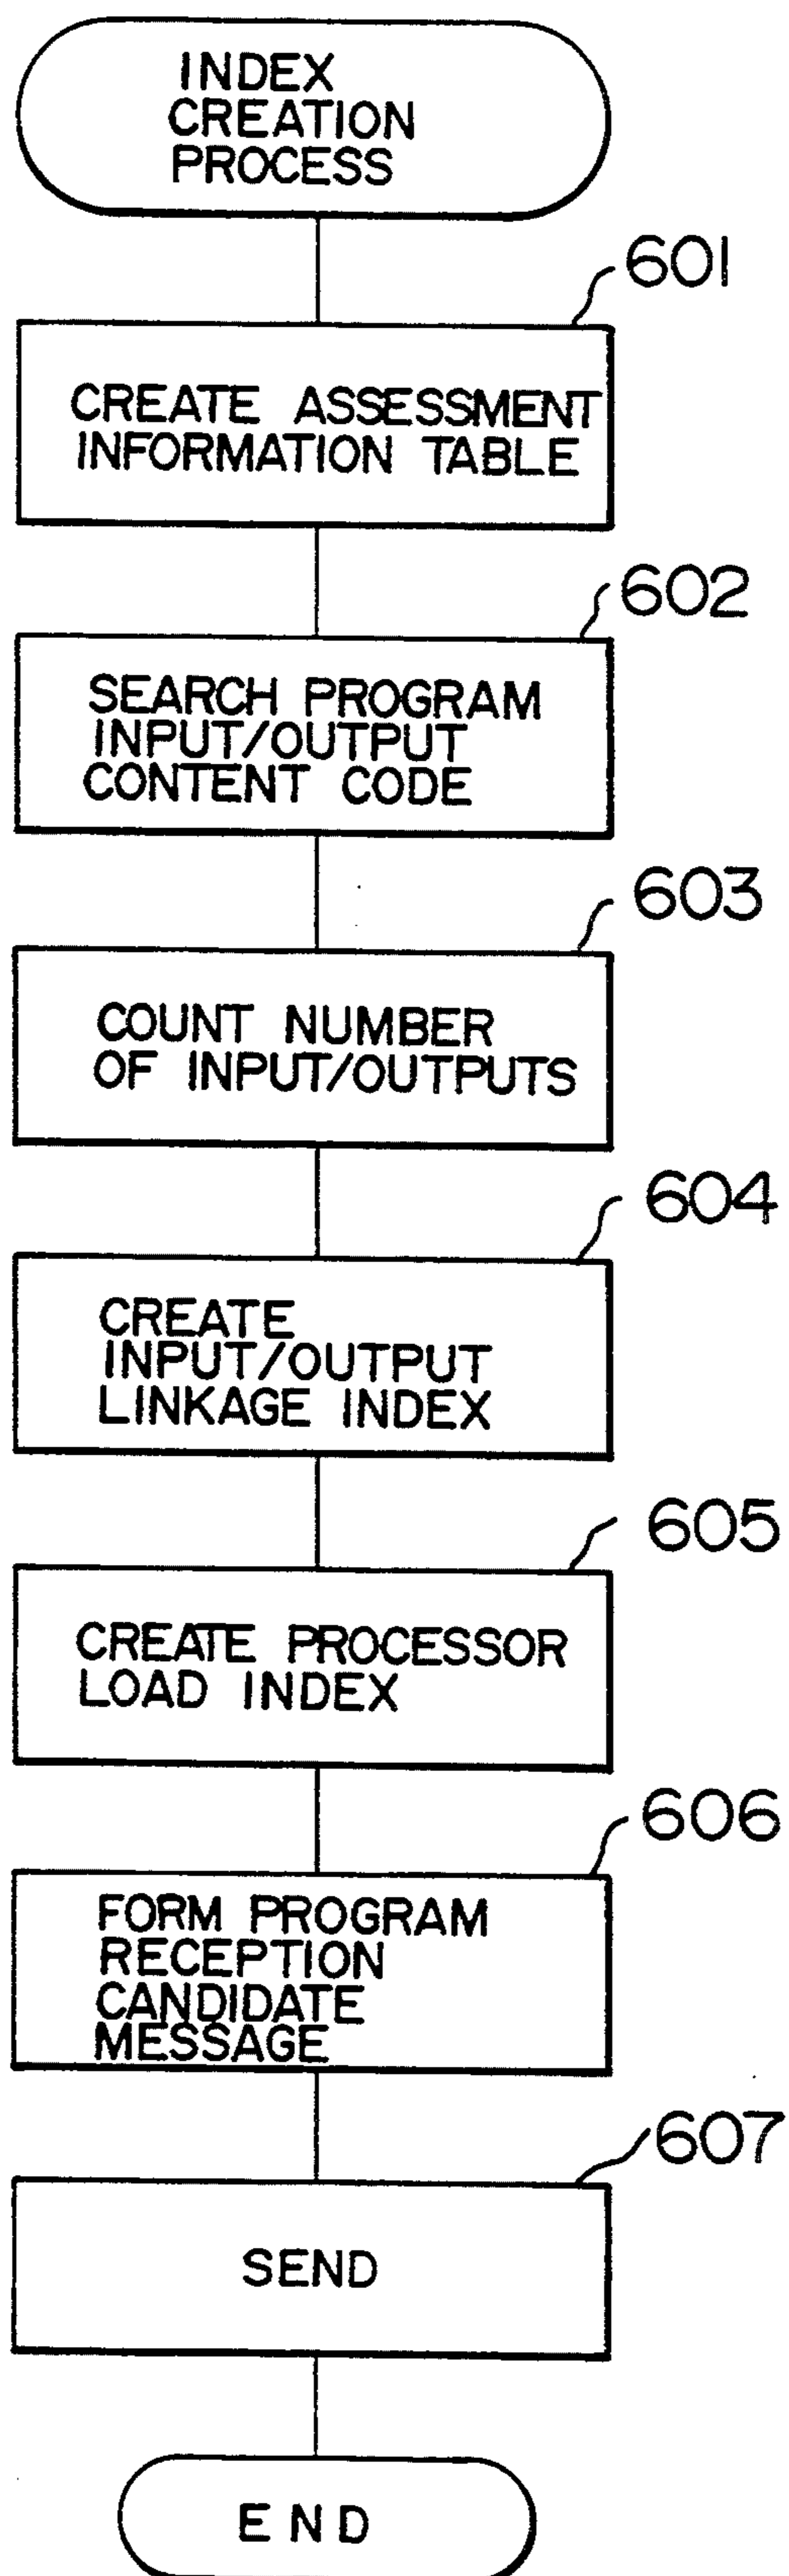 INDEX
CREATION
PROCESS
601
CREATE ASSESSMENT
INFORMATION TABLE
602
SEARCH PROGRAM
INPUT/OUTPUT
CONTENT CODE
603
COUNT NUMBER
OF INPUT/OUTPUTS
604
CREATE
INPUT/OUTPUT
LINKAGE INDEX
605
CREATE PROCESSOR
LOAD INDEX
606
FORM PROGRAM
RECEPTION
CANDIDATE
MESSAGE
607
SEND
END